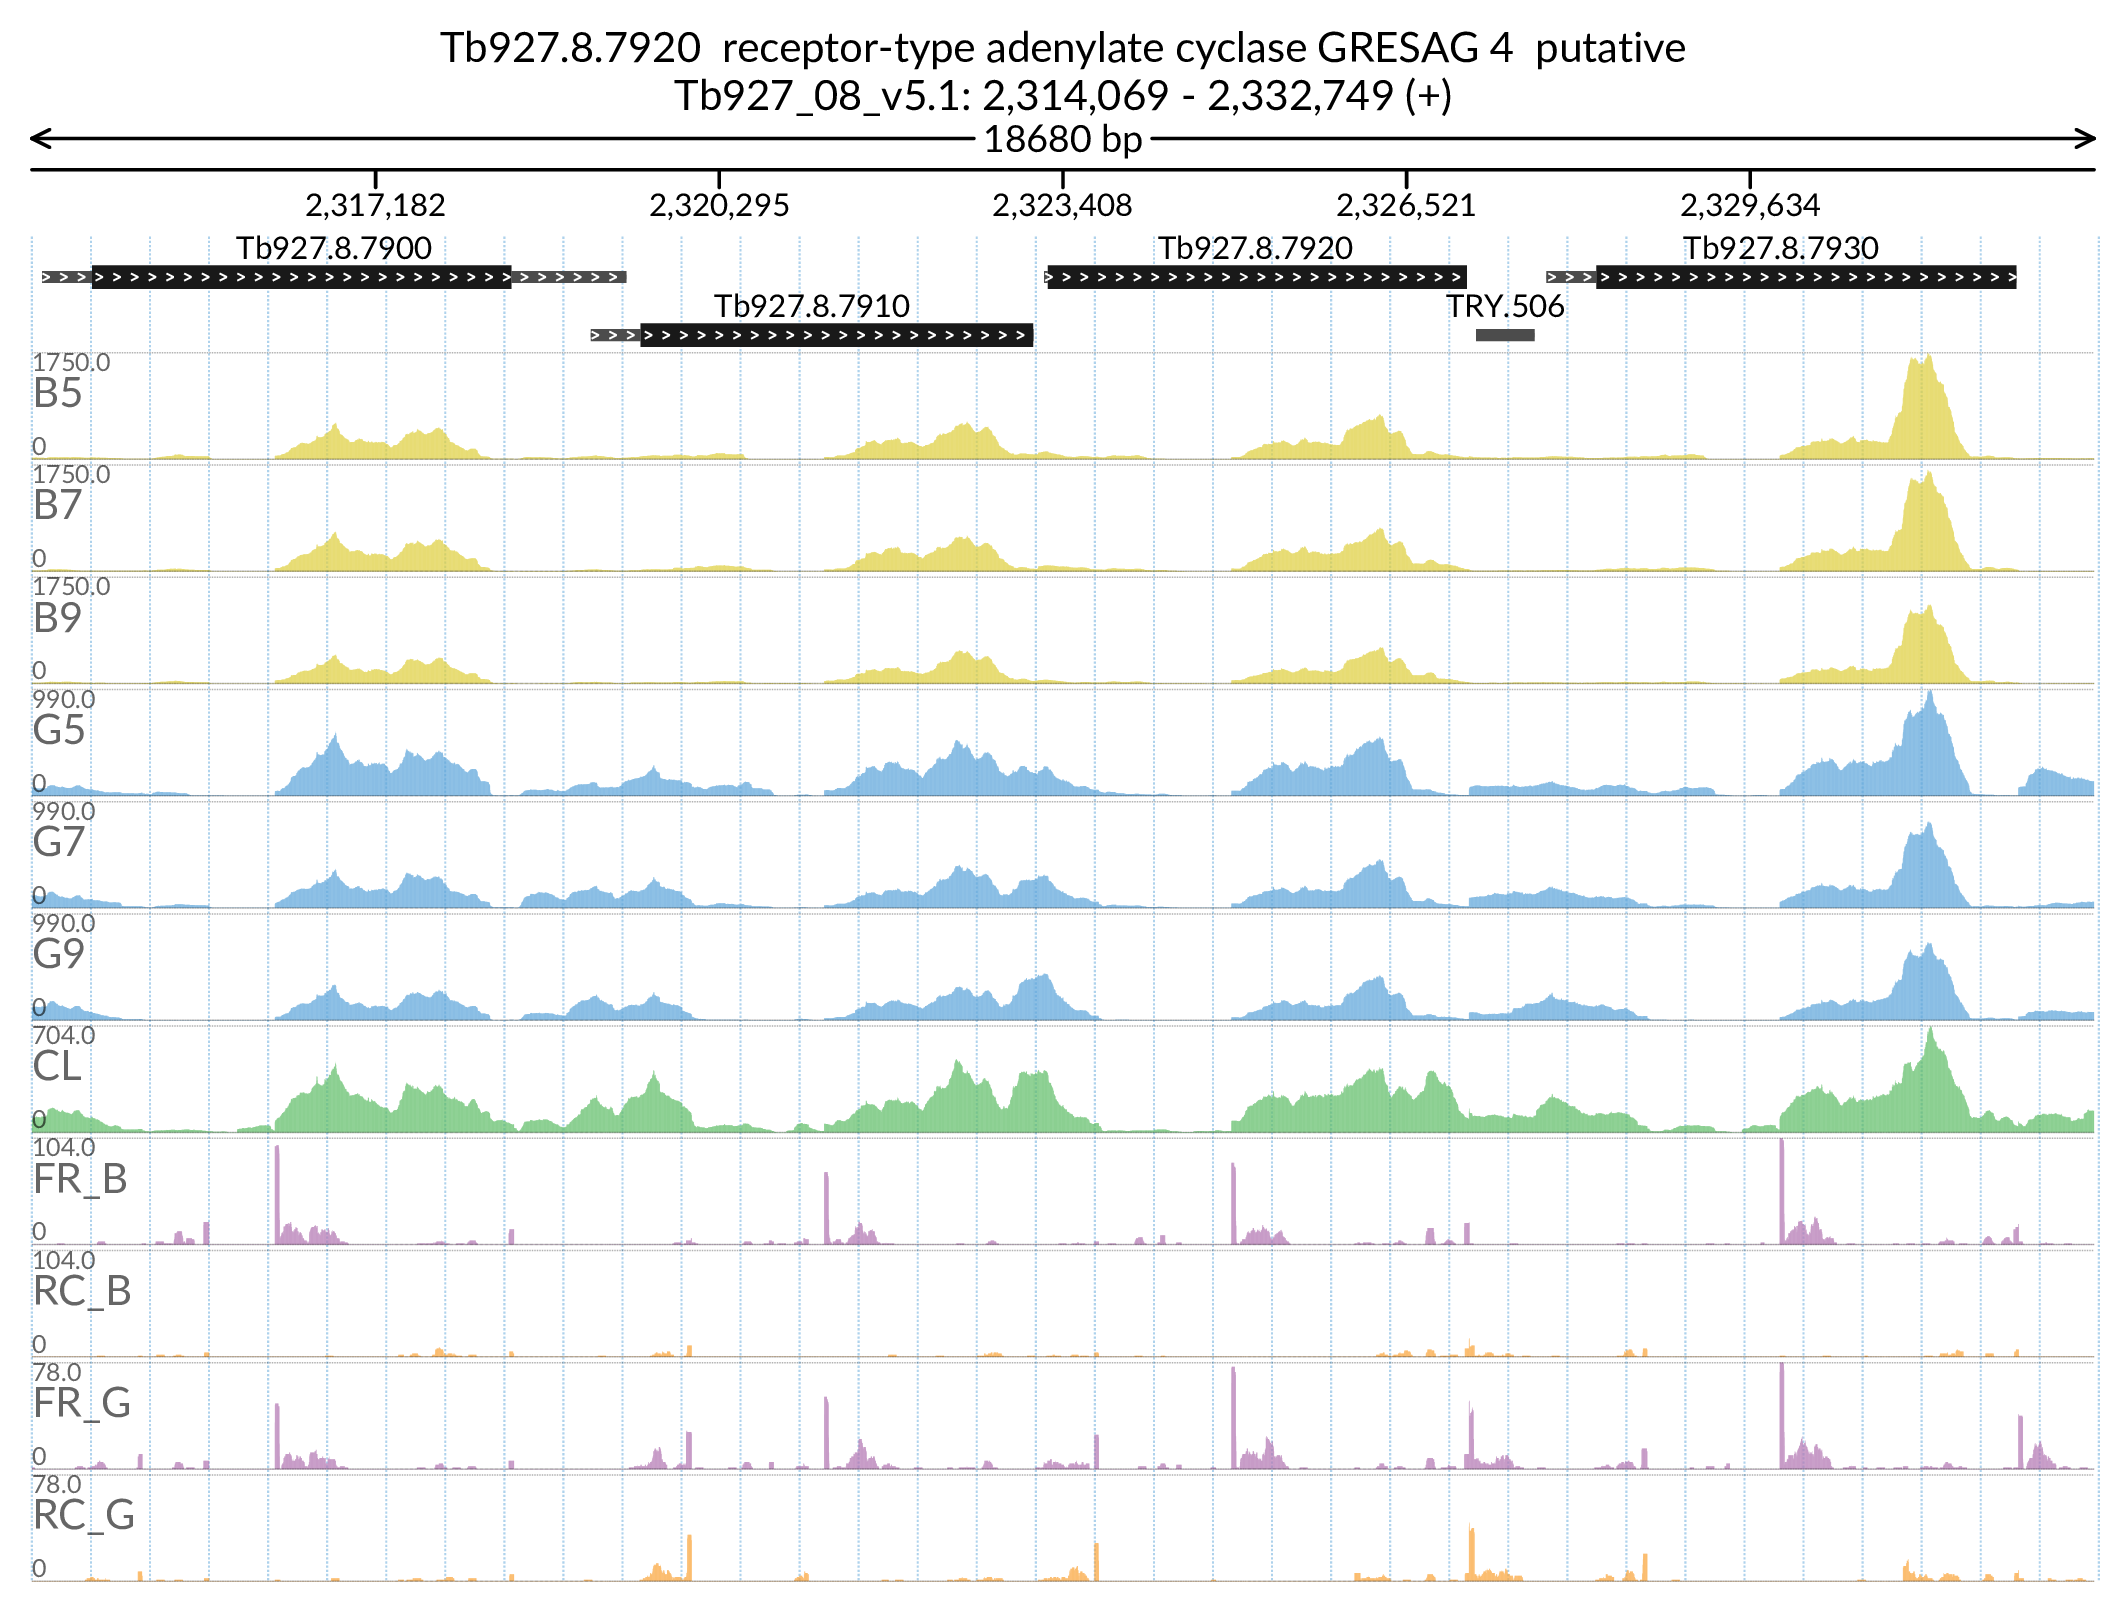 Tb927.8.7920  receptor-type adenylate cyclase GRESAG 4  putative
Tb927_08_v5.1: 2,314,069 - 2,332,749 (+)
18680 bp
2,317,182 2,320,295 2,323,408 2,326,521 2,329,634
Tb927.8.7900 Tb927.8.7920 Tb927.8.7930
Tb927.8.7910 TRY.506
1750.0
B5
0
1750.0
B7
0
1750.0
B9
0
990.0
G5
0
990.0
G7
0
990.0
G9
0
704.0
CL
0
104.0
FR_B
0
104.0
RC_B
0
78.0
FR_G
0
78.0
RC_G
0